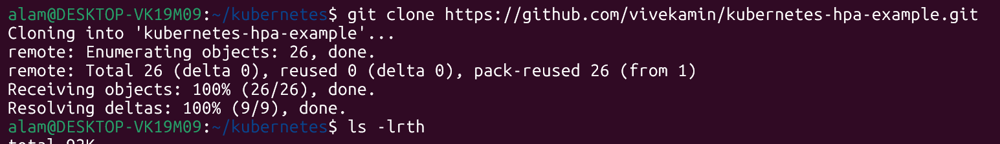 alam@DESKTOP-VK19M09:~/kubernetes$ git clone https://github.com/vivekamin/kubernetes-hpa-example.git
Cloning into 'kubernetes-hpa-example'...
remote: Enumerating objects: 26, done.
remote: Total 26 (delta 0), reused 0 (delta 0), pack-reused 26 (from 1)
Receiving objects: 100% (26/26), done.
Resolving deltas: 100% (9/9), done.
alam@DESKTOP-VK19M09:~/kubernetes$ ls -lrth
total